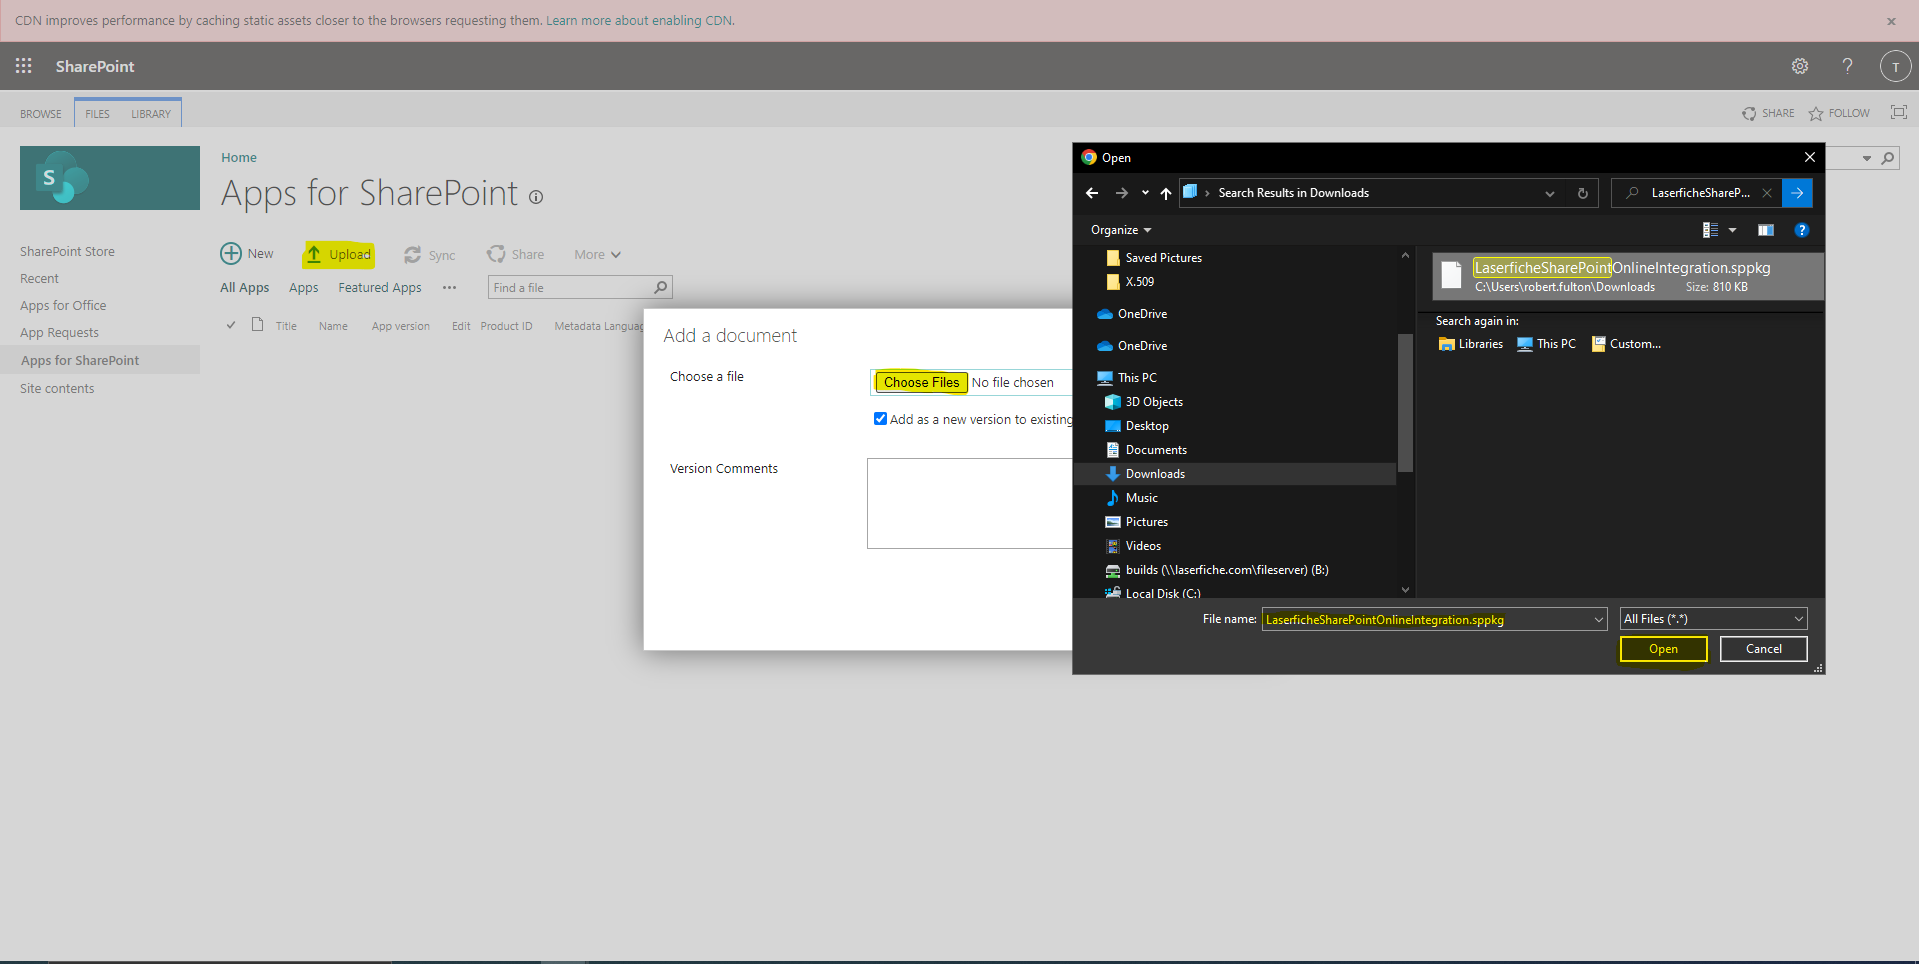 CDN improves performance by caching static assets closer to the browsers requesting them. Learn more about enabling CDN.
SharePoint
T
BROWSE FILES LIBRARY
SHARE FOLLOW
S
Home
Apps for SharePoint
SharePoint Store
Recent
Apps for Office
App Requests
Apps for SharePoint
Site contents
New Upload Sync Share More
All Apps Apps Featured Apps ··· Find a file
Title Name App version Edit Product ID Metadata Languag
Add a document
Choose a file
Choose Files No file chosen
Add as a new version to existing
Version Comments
Open
Search Results in Downloads
LaserficheShareP...
Organize
Saved Pictures
X.509
OneDrive
OneDrive
This PC
3D Objects
Desktop
Documents
Downloads
Music
Pictures
Videos
builds (\\laserfiche.com\fileserver) (B:)
Local Disk (C:)
LaserficheSharePointOnlineIntegration.sppkg
C:\Users\robert.fulton\Downloads Size: 810 KB
Search again in:
Libraries This PC Custom...
File name: LaserficheSharePointOnlineIntegration.sppkg All Files (*.*)
Open Cancel